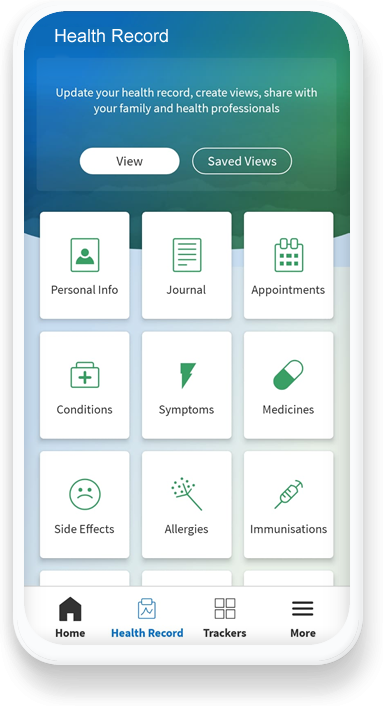 Health Record
Update your health record, create views, share with
your family and health professionals
View
Saved Views
Personal Info
Journal
Appointments
Conditions
Symptoms
Medicines
Side Effects
Allergies
Immunisations
Home
Health Record
Trackers
More